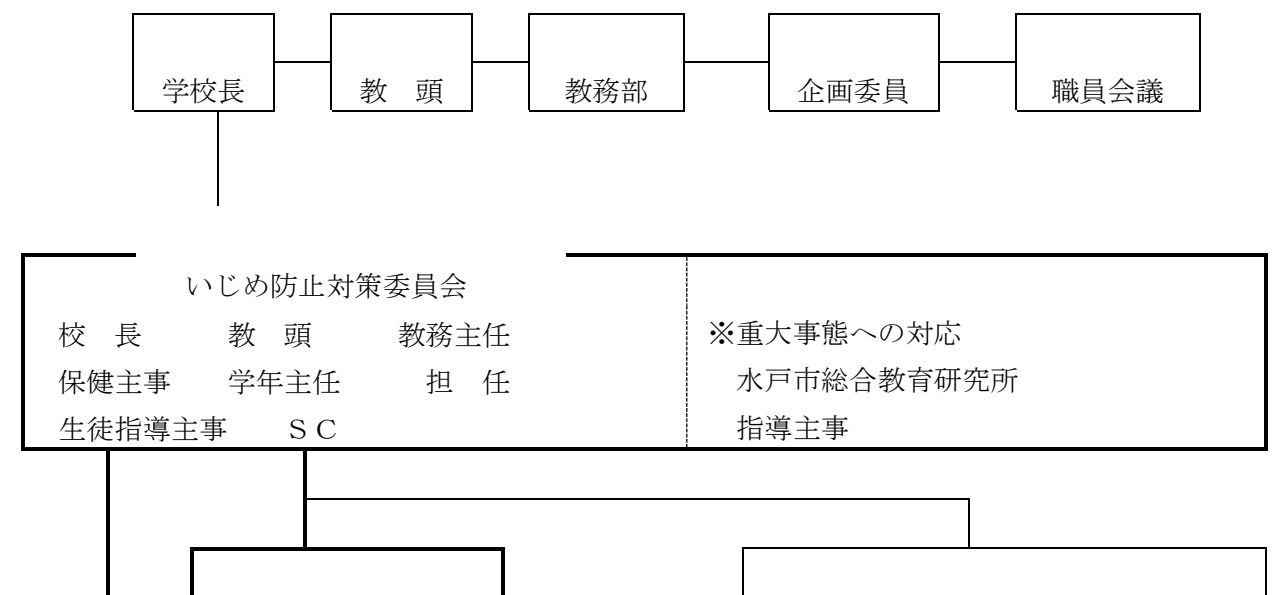 学校長 教　頭 教務部 企画委員 職員会議
いじめ防止対策委員会
校　長 教　頭 教務主任
保健主事 学年主任 担　任
生徒指導主事 ＳＣ
※重大事態への対応
水戸市総合教育研究所
指導主事